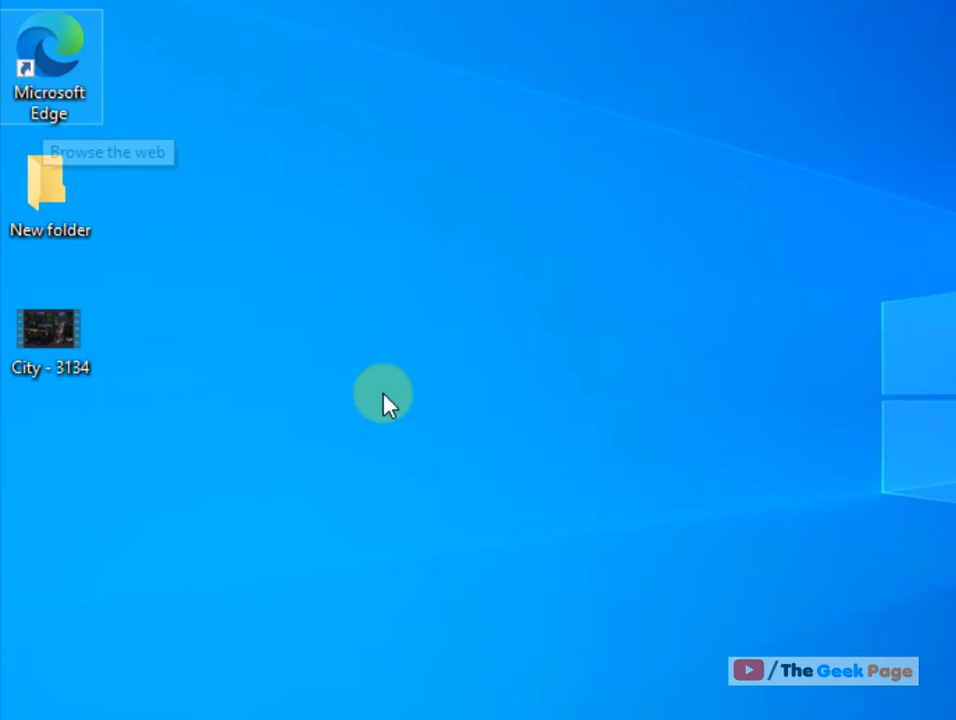 Microsoft
Edge
Browse the web
New folder
City - 3134
/The Geek Page